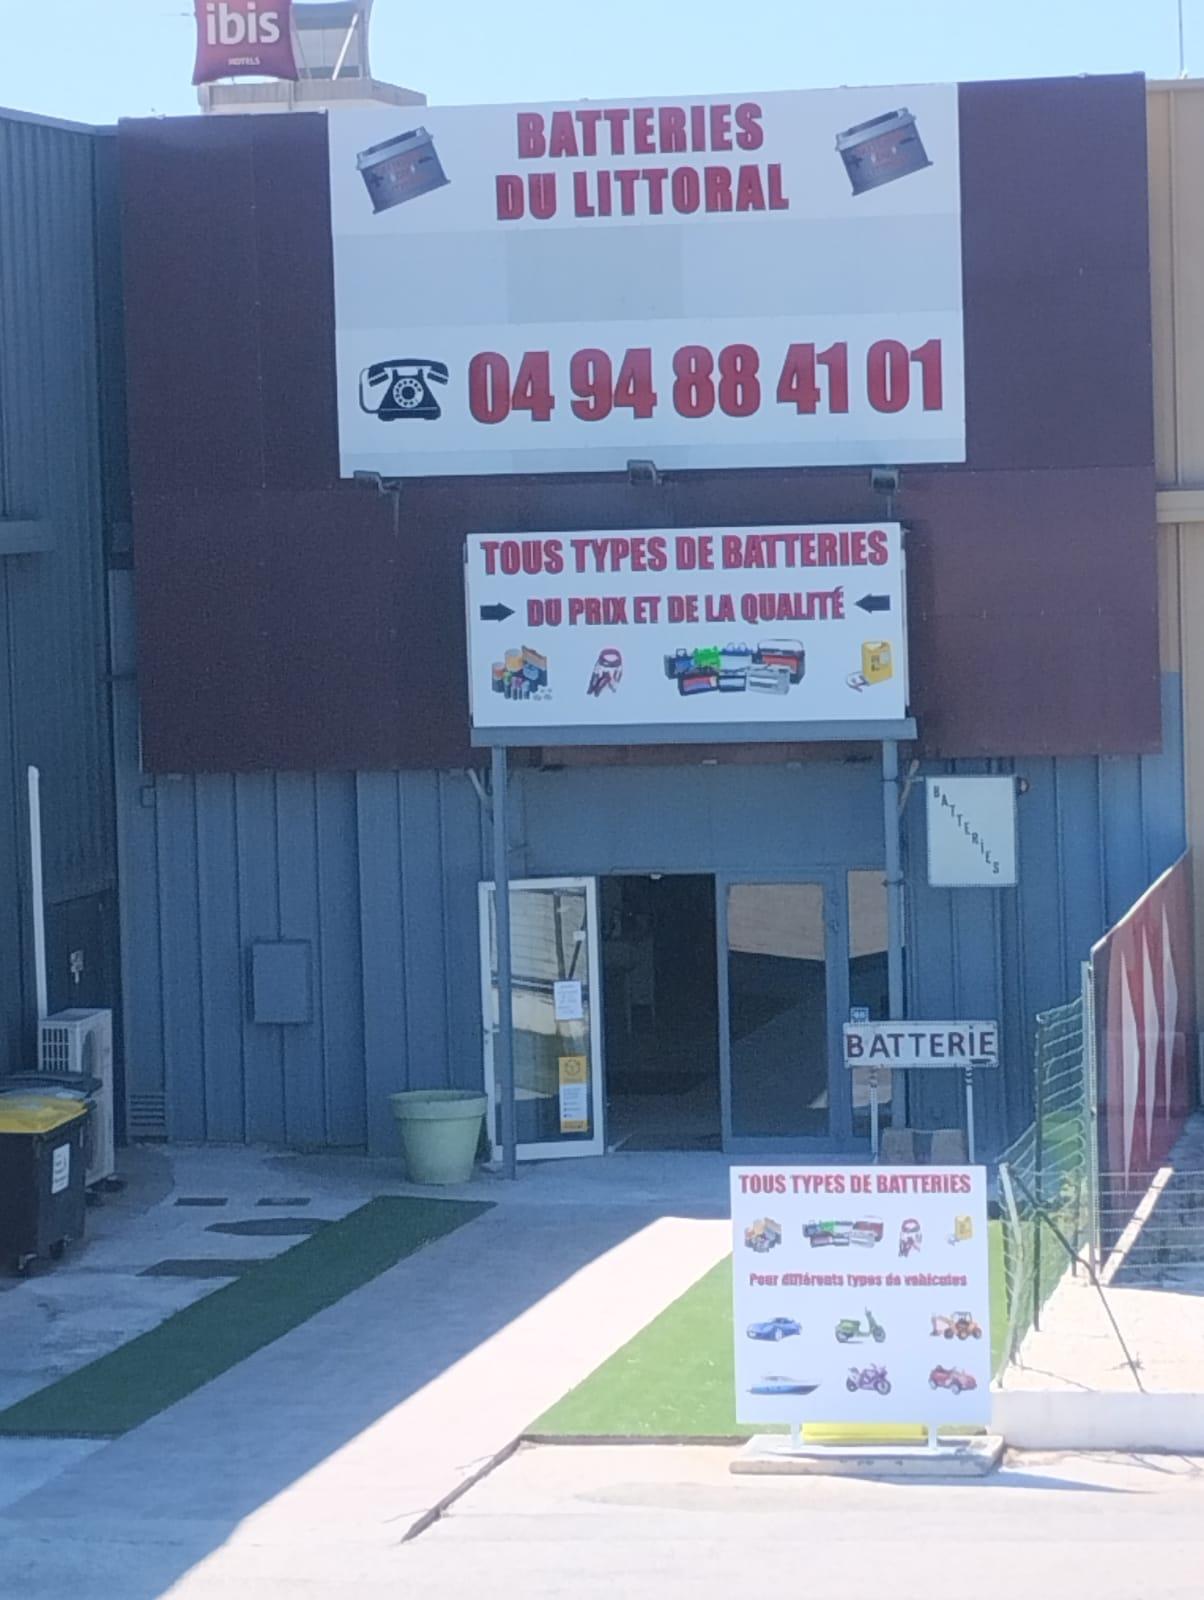 ibis
HOTELS
BATTERIES
DU LITTORAL
04 94 88 41 01
TOUS TYPES DE BATTERIES
DU PRIX ET DE LA QUALITÉ
BATTERIES
BATTERIE
TOUS TYPES DE BATTERIES
Pour différents types de vehicules